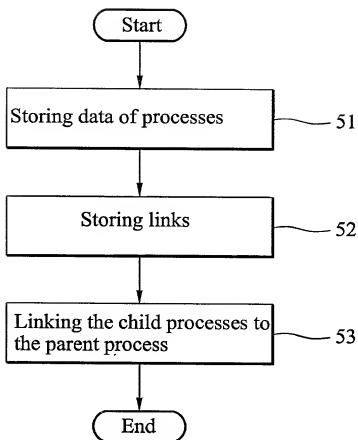 Start
Storing data of processes
51
Storing links
52
Linking the child processes to
the parent process
53
End